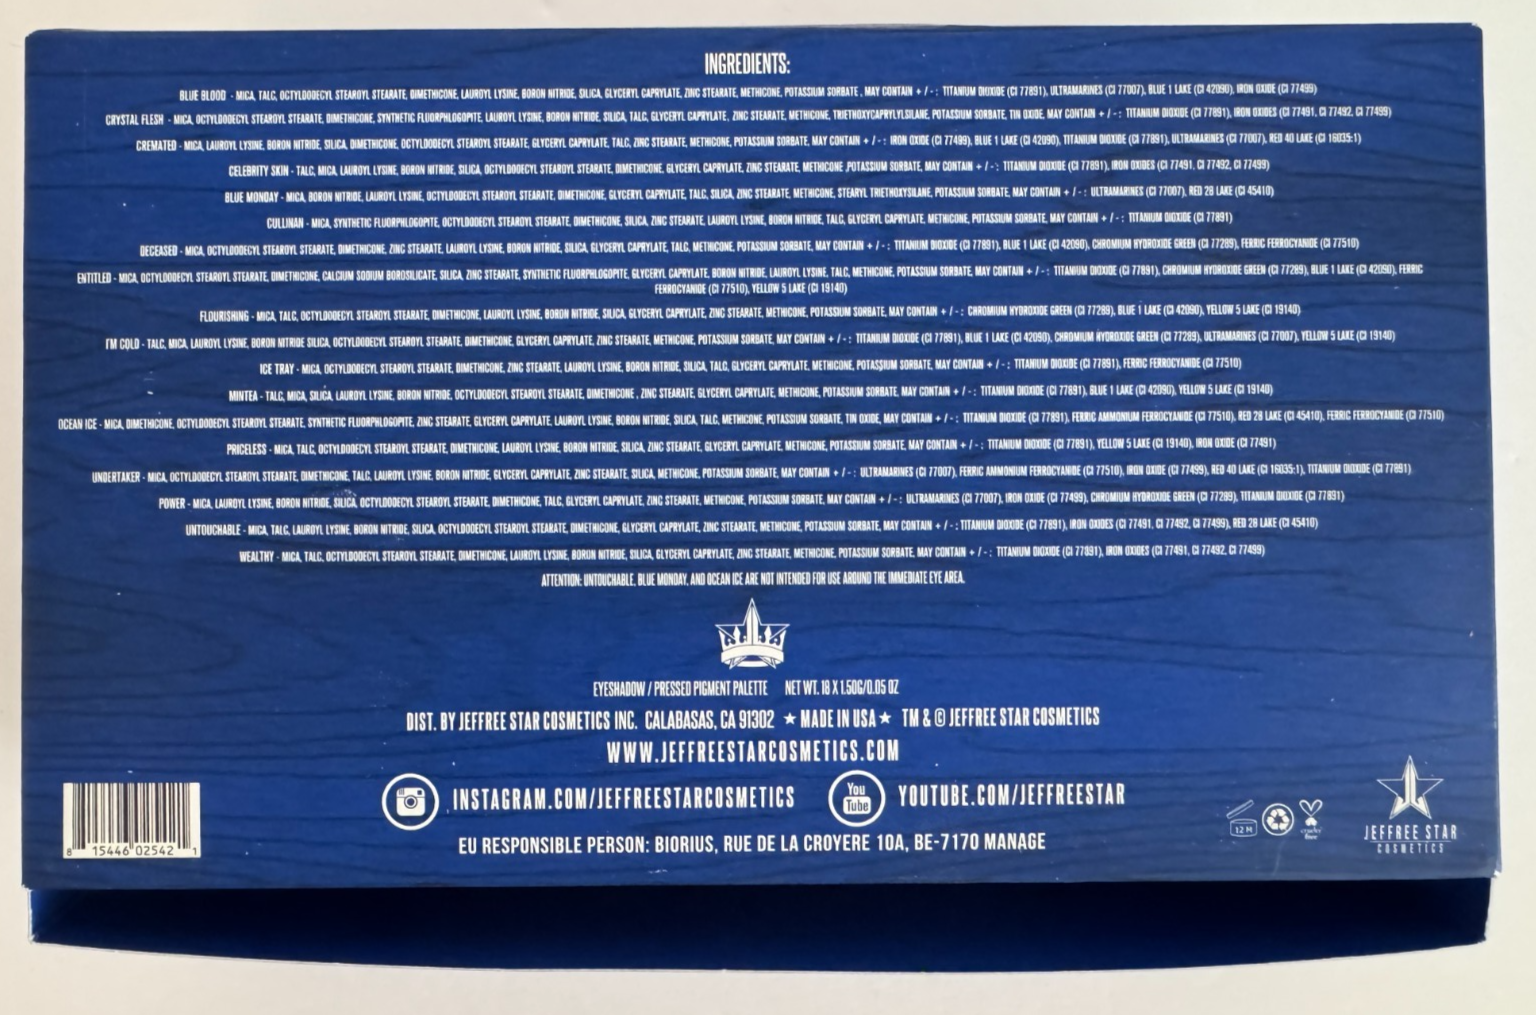 INGREDIENTS:
BLUE BLOOD - MICA, TALC, OCTYLDODECYL STEAROYL STEARATE, DIMETHICONE, LAUROYL LYSINE, BORON NITRIDE, SILICA, GLYCERYL CAPRYLATE, ZINC STEARATE, METHICONE, POTASSIUM SORBATE , MAY CONTAIN + / - : TITANIUM DIOXIDE (CI 77891), ULTRAMARINES (CI 77007), BLUE 1 LAKE (CI 42090), IRON OXIDE (CI 77499)
CRYSTAL FLESH - MICA, OCTYLDODECYL STEAROYL STEARATE, DIMETHICONE, SYNTHETIC FLUORPHLOGOPITE, LAUROYL LYSINE, BORON NITRIDE, SILICA, TALC, GLYCERYL CAPRYLATE, ZINC STEARATE, METHICONE, TRIETHOXYCAPRYLYLSILANE, POTASSIUM SORBATE, TIN OXIDE, MAY CONTAIN + / - : TITANIUM DIOXIDE (CI 77891), IRON OXIDES (CI 77491, CI 77492, CI 77499)
CREMATED - MICA, LAUROYL LYSINE, BORON NITRIDE, SILICA, DIMETHICONE, OCTYLDODECYL STEAROYL STEARATE, GLYCERYL CAPRYLATE, TALC, ZINC STEARATE, METHICONE, POTASSIUM SORBATE, MAY CONTAIN + / - : IRON OXIDE (CI 77499), BLUE 1 LAKE (CI 42090), TITANIUM DIOXIDE (CI 77891), ULTRAMARINES (CI 77007), RED 40 LAKE (CI 16035:1)
CELEBRITY SKIN - TALC, MICA, LAUROYL LYSINE, BORON NITRIDE, SILICA, OCTYLDODECYL STEAROYL STEARATE, DIMETHICONE, GLYCERYL CAPRYLATE, ZINC STEARATE, METHICONE ,POTASSIUM SORBATE, MAY CONTAIN + / - : TITANIUM DIOXIDE (CI 77891), IRON OXIDES (CI 77491, CI 77492, CI 77499)
BLUE MONDAY - MICA, BORON NITRIDE, LAUROYL LYSINE, OCTYLDODECYL STEAROYL STEARATE, DIMETHICONE, GLYCERYL CAPRYLATE, TALC, SILICA, ZINC STEARATE, METHICONE, STEARYL TRIETHOXYSILANE, POTASSIUM SORBATE, MAY CONTAIN + / - : ULTRAMARINES (CI 77007), RED 28 LAKE (CI 45410)
CULLINAN - MICA, SYNTHETIC FLUORPHLOGOPITE, OCTYLDODECYL STEAROYL STEARATE, DIMETHICONE, SILICA, ZINC STEARATE, LAUROYL LYSINE, BORON NITRIDE, TALC, GLYCERYL CAPRYLATE, METHICONE, POTASSIUM SORBATE, MAY CONTAIN + / - : TITANIUM DIOXIDE (CI 77891)
DECEASED - MICA, OCTYLDODECYL STEAROYL STEARATE, DIMETHICONE, ZINC STEARATE, LAUROYL LYSINE, BORON NITRIDE, SILICA, GLYCERYL CAPRYLATE, TALC, METHICONE, POTASSIUM SORBATE, MAY CONTAIN + / - : TITANIUM DIOXIDE (CI 77891), BLUE 1 LAKE (CI 42090), CHROMIUM HYDROXIDE GREEN (CI 77289), FERRIC FERROCYANIDE (CI 77510)
ENTITLED - MICA, OCTYLDODECYL STEAROYL STEARATE, DIMETHICONE, CALCIUM SODIUM BOROSILICATE, SILICA, ZINC STEARATE, SYNTHETIC FLUORPHLOGOPITE, GLYCERYL CAPRYLATE, BORON NITRIDE, LAUROYL LYSINE, TALC, METHICONE, POTASSIUM SORBATE, MAY CONTAIN + / - : TITANIUM DIOXIDE (CI 77891), CHROMIUM HYDROXIDE GREEN (CI 77289), BLUE 1 LAKE (CI 42090), FERRIC
FERROCYANIDE (CI 77510), YELLOW 5 LAKE (CI 19140)
FLOURISHING - MICA, TALC, OCTYLDODECYL STEAROYL STEARATE, DIMETHICONE, LAUROYL LYSINE, BORON NITRIDE, SILICA, GLYCERYL CAPRYLATE, ZINC STEARATE, METHICONE, POTASSIUM SORBATE, MAY CONTAIN + / - : CHROMIUM HYDROXIDE GREEN (CI 77289), BLUE 1 LAKE (CI 42090), YELLOW 5 LAKE (CI 19140)
I'M COLD - TALC, MICA, LAUROYL LYSINE, BORON NITRIDE SILICA, OCTYLDODECYL STEAROYL STEARATE, DIMETHICONE, GLYCERYL CAPRYLATE, ZINC STEARATE, METHICONE, POTASSIUM SORBATE, MAY CONTAIN + / - : TITANIUM DIOXIDE (CI 77891), BLUE 1 LAKE (CI 42090), CHROMIUM HYDROXIDE GREEN (CI 77289), ULTRAMARINES (CI 77007), YELLOW 5 LAKE (CI 19140)
ICE TRAY - MICA, OCTYLDODECYL STEAROYL STEARATE, DIMETHICONE, ZINC STEARATE, LAUROYL LYSINE, BORON NITRIDE, SILICA, TALC, GLYCERYL CAPRYLATE, METHICONE, POTASSIUM SORBATE, MAY CONTAIN + / - : TITANIUM DIOXIDE (CI 77891), FERRIC FERROCYANIDE (CI 77510)
MINTEA - TALC, MICA, SILICA, LAUROYL LYSINE, BORON NITRIDE, OCTYLDODECYL STEAROYL STEARATE, DIMETHICONE , ZINC STEARATE, GLYCERYL CAPRYLATE, METHICONE, POTASSIUM SORBATE, MAY CONTAIN + / - : TITANIUM DIOXIDE (CI 77891), BLUE 1 LAKE (CI 42090), YELLOW 5 LAKE (CI 19140)
OCEAN ICE - MICA, DIMETHICONE, OCTYLDODECYL STEAROYL STEARATE, SYNTHETIC FLUORPHLOGOPITE, ZINC STEARATE, GLYCERYL CAPRYLATE, LAUROYL LYSINE, BORON NITRIDE, SILICA, TALC, METHICONE, POTASSIUM SORBATE, TIN OXIDE, MAY CONTAIN + / - : TITANIUM DIOXIDE (CI 77891), FERRIC AMMONIUM FERROCYANIDE (CI 77510), RED 28 LAKE (CI 45410), FERRIC FERROCYANIDE (CI 77510)
PRICELESS - MICA, TALC, OCTYLDODECYL STEAROYL STEARATE, DIMETHICONE, LAUROYL LYSINE, BORON NITRIDE, SILICA, ZINC STEARATE, GLYCERYL CAPRYLATE, METHICONE, POTASSIUM SORBATE, MAY CONTAIN + / - : TITANIUM DIOXIDE (CI 77891), YELLOW 5 LAKE (CI 19140), IRON OXIDE (CI 77491)
UNDERTAKER - MICA, OCTYLDODECYL STEAROYL STEARATE, DIMETHICONE, TALC, LAUROYL LYSINE, BORON NITRIDE, GLYCERYL CAPRYLATE, ZINC STEARATE, SILICA, METHICONE, POTASSIUM SORBATE, MAY CONTAIN + / - : ULTRAMARINES (CI 77007), FERRIC AMMONIUM FERROCYANIDE (CI 77510), IRON OXIDE (CI 77499), RED 40 LAKE (CI 16035:1), TITANIUM DIOXIDE (CI 77891)
POWER - MICA, LAUROYL LYSINE, BORON NITRIDE, SILICA, OCTYLDODECYL STEAROYL STEARATE, DIMETHICONE, TALC, GLYCERYL CAPRYLATE, ZINC STEARATE, METHICONE, POTASSIUM SORBATE, MAY CONTAIN + / - : ULTRAMARINES (CI 77007), IRON OXIDE (CI 77499), CHROMIUM HYDROXIDE GREEN (CI 77289), TITANIUM DIOXIDE (CI 77891)
UNTOUCHABLE - MICA, TALC, LAUROYL LYSINE, BORON NITRIDE, SILICA, OCTYLDODECYL STEAROYL STEARATE, DIMETHICONE, GLYCERYL CAPRYLATE, ZINC STEARATE, METHICONE, POTASSIUM SORBATE, MAY CONTAIN + / - : TITANIUM DIOXIDE (CI 77891), IRON OXIDES (CI 77491, CI 77492, CI 77499), RED 28 LAKE (CI 45410)
WEALTHY - MICA, TALC, OCTYLDODECYL STEAROYL STEARATE, DIMETHICONE, LAUROYL LYSINE, BORON NITRIDE, SILICA, GLYCERYL CAPRYLATE, ZINC STEARATE, METHICONE, POTASSIUM SORBATE, MAY CONTAIN + / - : TITANIUM DIOXIDE (CI 77891), IRON OXIDES (CI 77491, CI 77492, CI 77499)
ATTENTION: UNTOUCHABLE, BLUE MONDAY, AND OCEAN ICE ARE NOT INTENDED FOR USE AROUND THE IMMEDIATE EYE AREA.
EYESHADOW / PRESSED PIGMENT PALETTE NET WT. 18 X 1.50G/0.05 OZ
DIST. BY JEFFREE STAR COSMETICS INC. CALABASAS, CA 91302 ★ MADE IN USA ★ TM & © JEFFREE STAR COSMETICS
WWW.JEFFREESTARCOSMETICS.COM
INSTAGRAM.COM/JEFFREESTARCOSMETICS You Tube YOUTUBE.COM/JEFFREESTAR
EU RESPONSIBLE PERSON: BIORIUS, RUE DE LA CROYERE 10A, BE-7170 MANAGE
8 15446 02542 1
12 M
cruelty free
JEFFREE STAR
COSMETICS